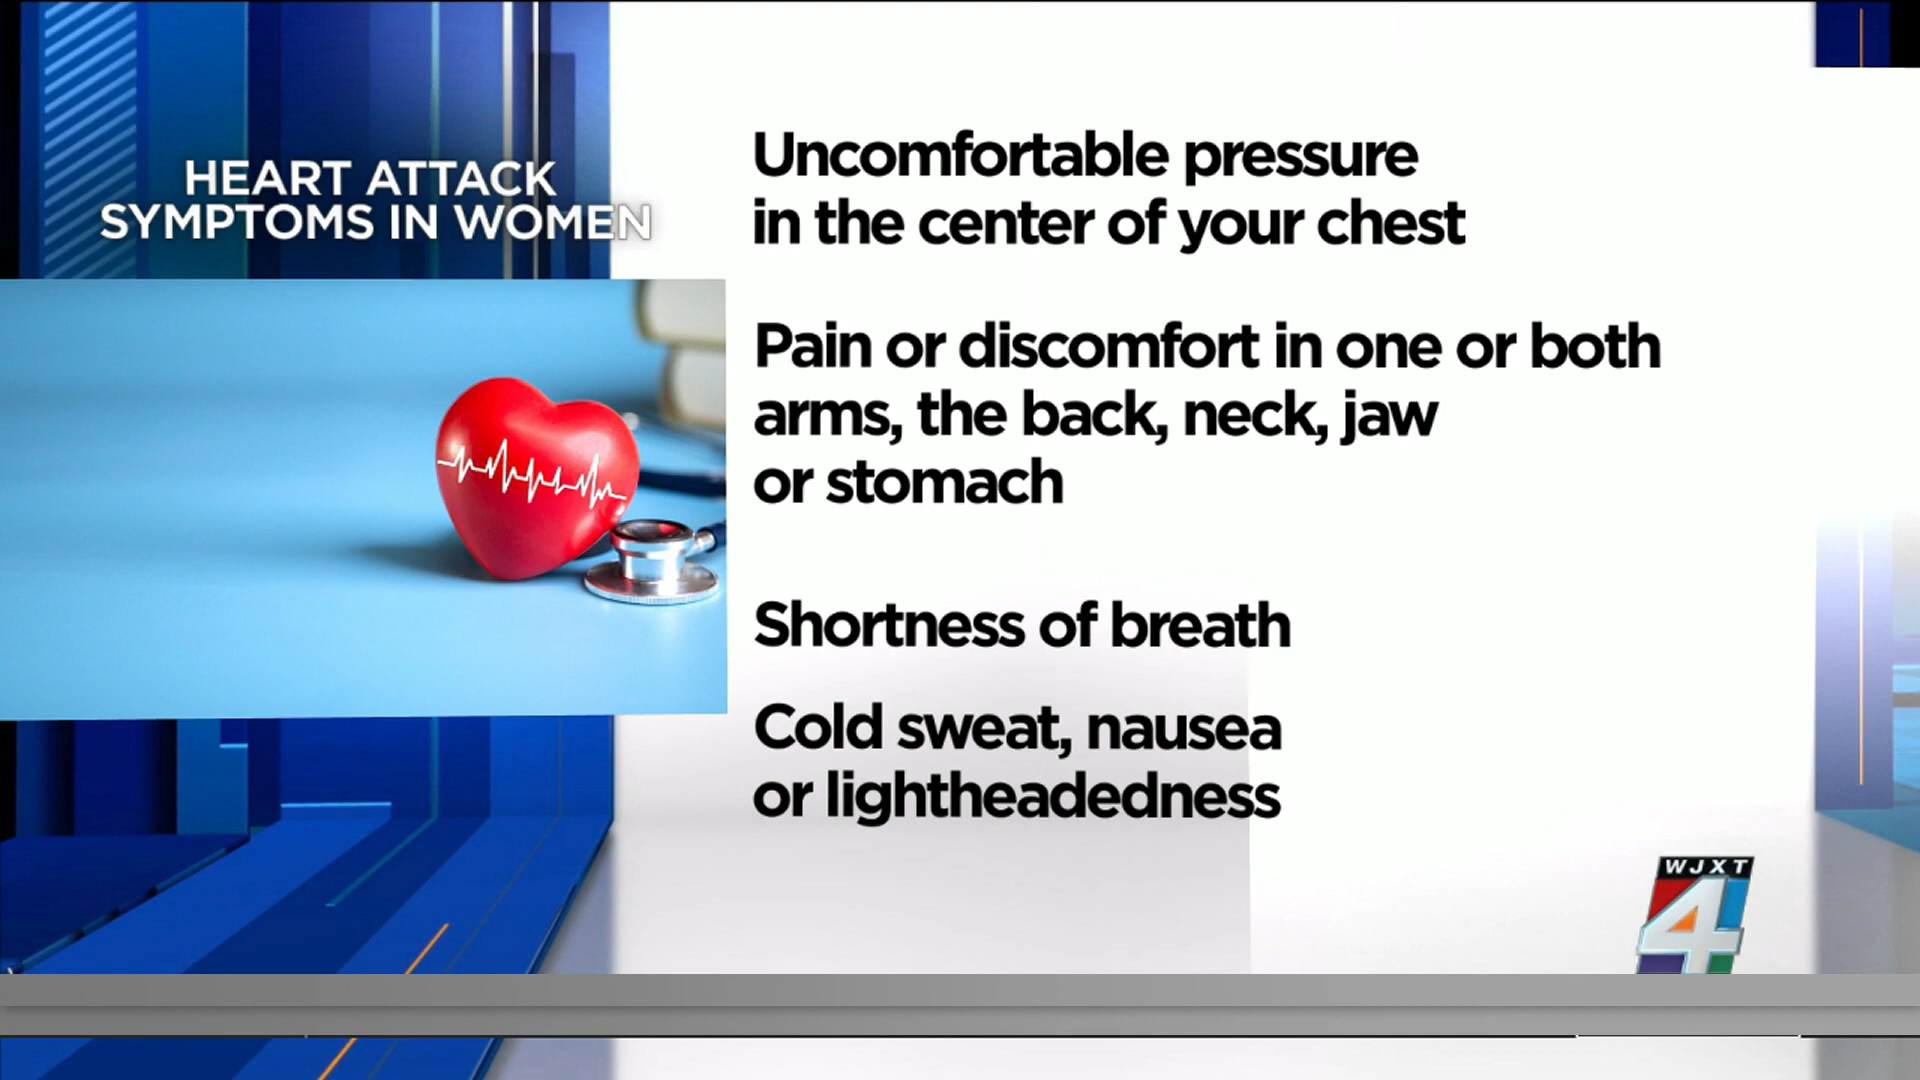 HEART ATTACK
SYMPTOMS IN WOMEN
Uncomfortable pressure
in the center of your chest
Pain or discomfort in one or both
arms, the back, neck, jaw
or stomach
Shortness of breath
Cold sweat, nausea
or lightheadedness
WJXT
4